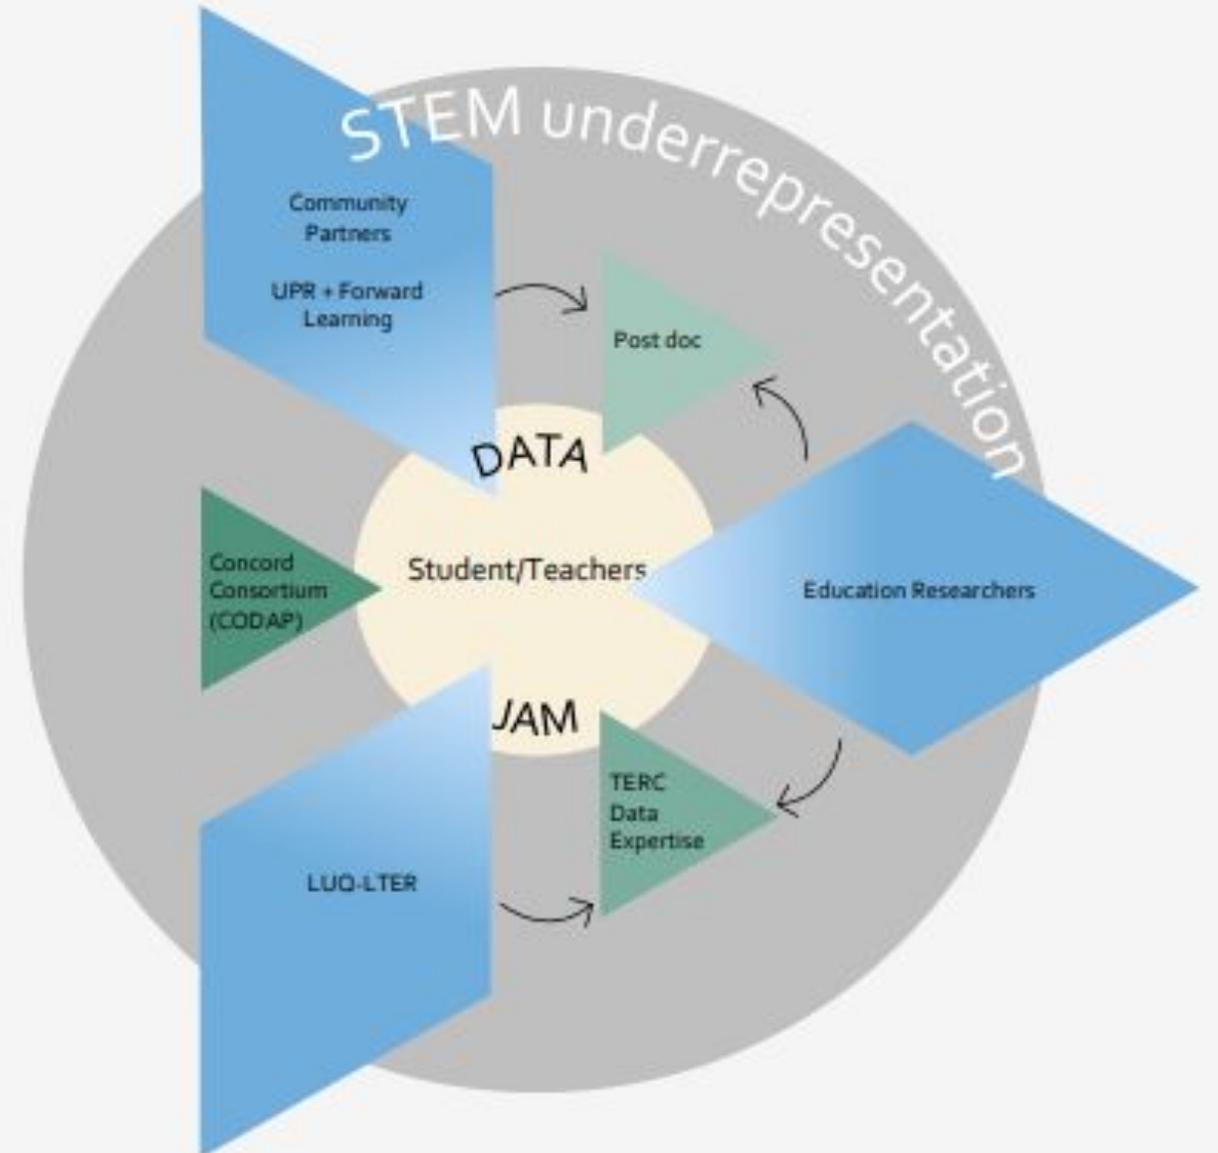 STEM underrepresentation
Community
Partners
UPR + Forward
Learning
Post doc
DATA
Concord
Consortium
(CODAP)
Student/Teachers
Education Researchers
JAM
TERC
Data
Expertise
LUQ-LTER